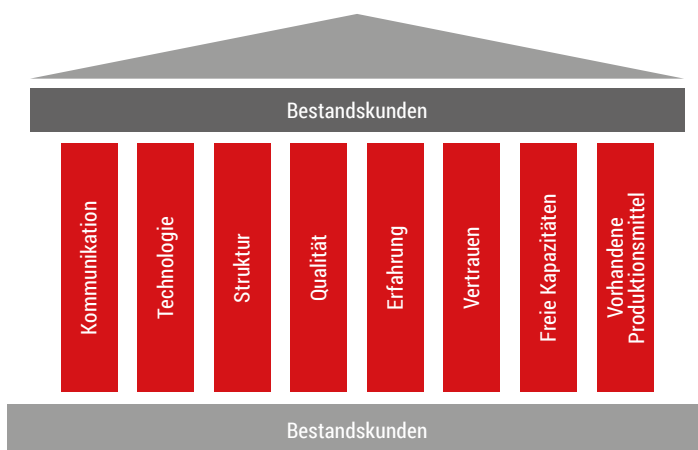 Bestandskunden
Kommunikation
Technologie
Struktur
Qualität
Erfahrung
Vertrauen
Freie Kapazitäten
Vorhandene
Produktionsmittel
Bestandskunden